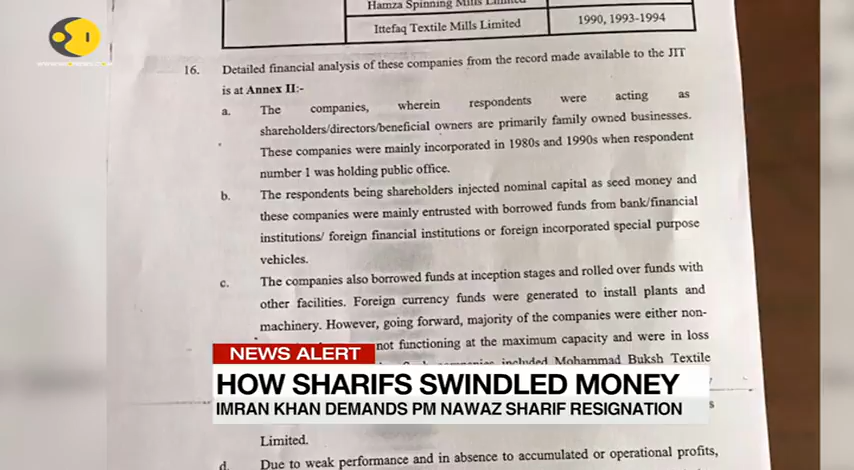 Hamza Spinning Mills Limited
Ittefaq Textile Mills Limited
1990, 1993-1994
16. Detailed financial analysis of these companies from the record made available to the JIT
is at Annex II:-
a. The companies, wherein respondents were acting as
shareholders/directors/beneficial owners are primarily family owned businesses.
These companies were mainly incorporated in 1980s and 1990s when respondent
number 1 was holding public office.
b. The respondents being shareholders injected nominal capital as seed money and
these companies were mainly entrusted with borrowed funds from bank/financial
institutions/ foreign financial institutions or foreign incorporated special purpose
vehicles.
c. The companies also borrowed funds at inception stages and rolled over funds with
other facilities. Foreign currency funds were generated to install plants and
machinery. However, going forward, majority of the companies were either non-
not functioning at the maximum capacity and were in loss
companies included Mohammad Buksh Textile
NEWS ALERT
HOW SHARIFS SWINDLED MONEY
IMRAN KHAN DEMANDS PM NAWAZ SHARIF RESIGNATION
Limited.
d. Due to weak performance and in absence to accumulated or operational profits,